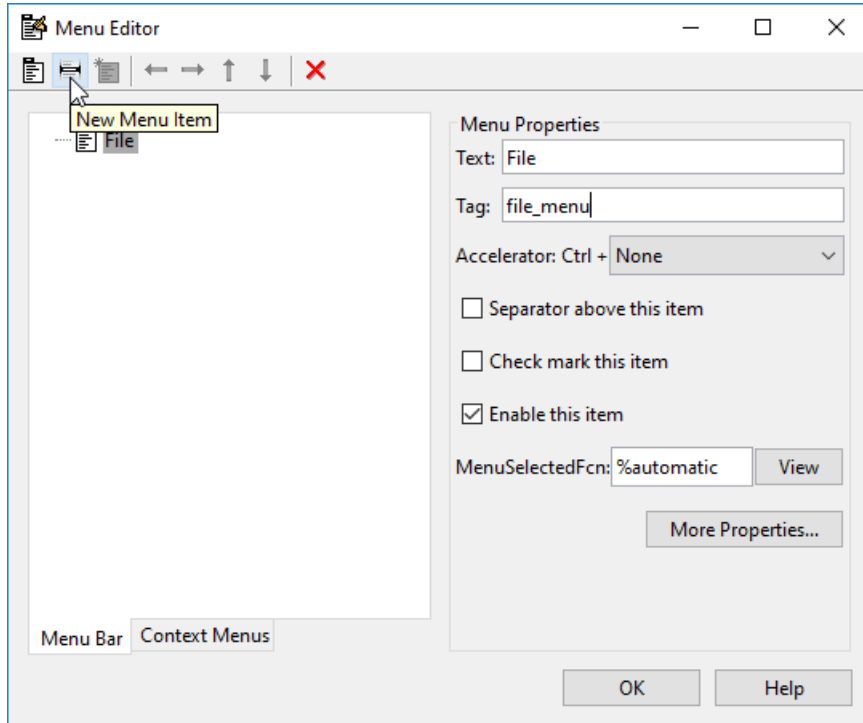 Menu Editor
New Menu Item
File
Menu Properties
Text: File
Tag: file_menu
Accelerator: Ctrl + None
Separator above this item
Check mark this item
Enable this item
MenuSelectedFcn: %automatic View
More Properties...
Menu Bar Context Menus
OK Help